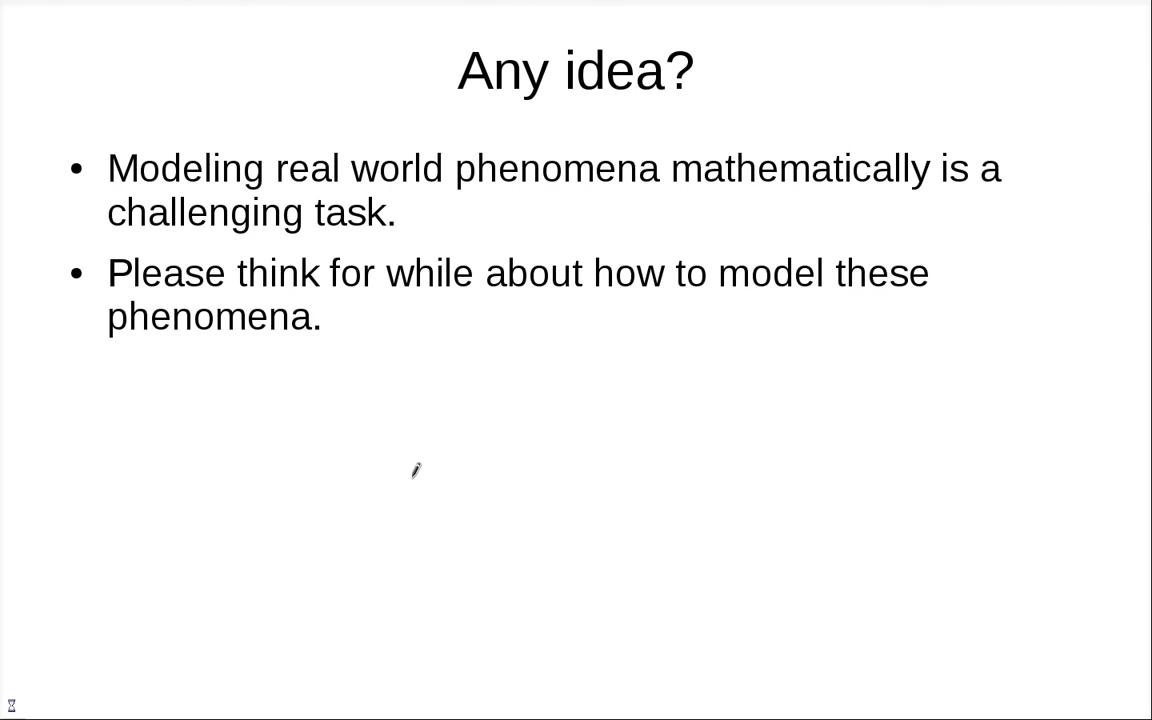 Any idea?
• Modeling real world phenomena mathematically is a
challenging task.
• Please think for while about how to model these
phenomena.